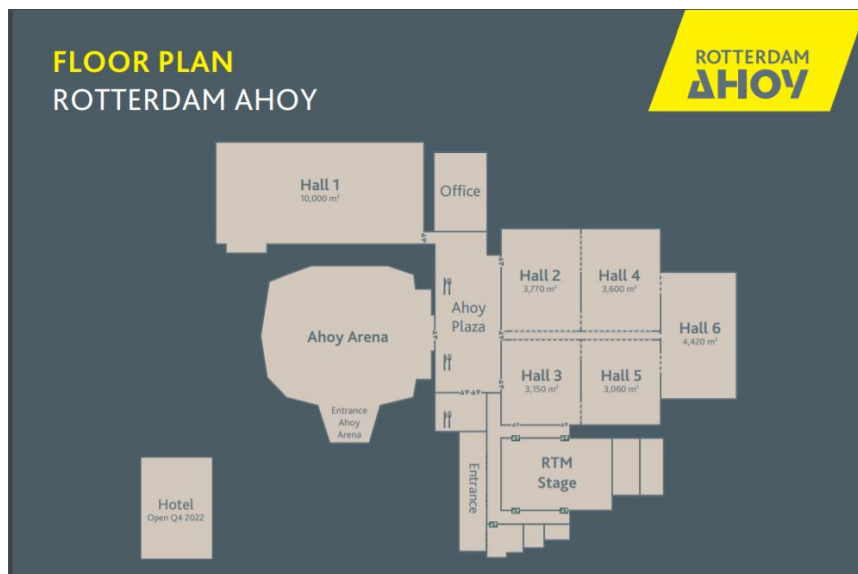 FLOOR PLAN
ROTTERDAM AHOY
ROTTERDAM
AHOY
Hall 1
10,000 m²
Office
Hall 2
3,770 m²
Hall 4
3,600 m²
Ahoy
Plaza
Hall 6
4,420 m²
Ahoy Arena
Hall 3
3,150 m²
Hall 5
3,060 m²
Entrance
Ahoy
Arena
Entrance
RTM
Stage
Hotel
Open Q4 2022